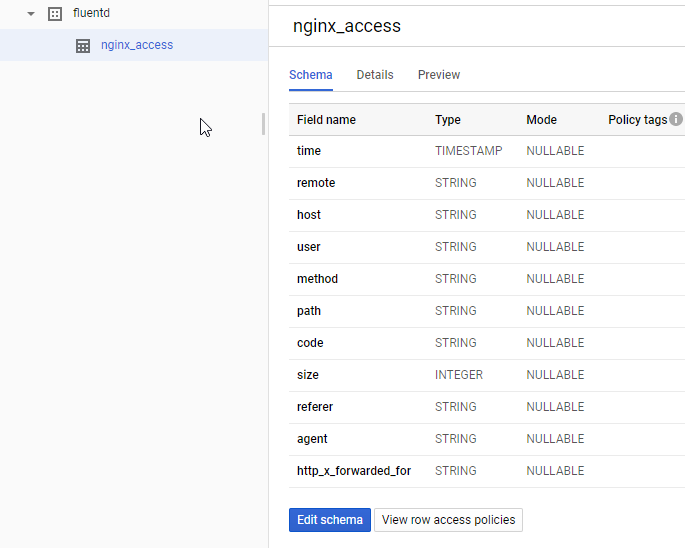 fluentd
nginx_access
nginx_access
Schema Details Preview
Field name Type Mode Policy tags
time TIMESTAMP NULLABLE
remote STRING NULLABLE
host STRING NULLABLE
user STRING NULLABLE
method STRING NULLABLE
path STRING NULLABLE
code STRING NULLABLE
size INTEGER NULLABLE
referer STRING NULLABLE
agent STRING NULLABLE
http_x_forwarded_for STRING NULLABLE
Edit schema View row access policies